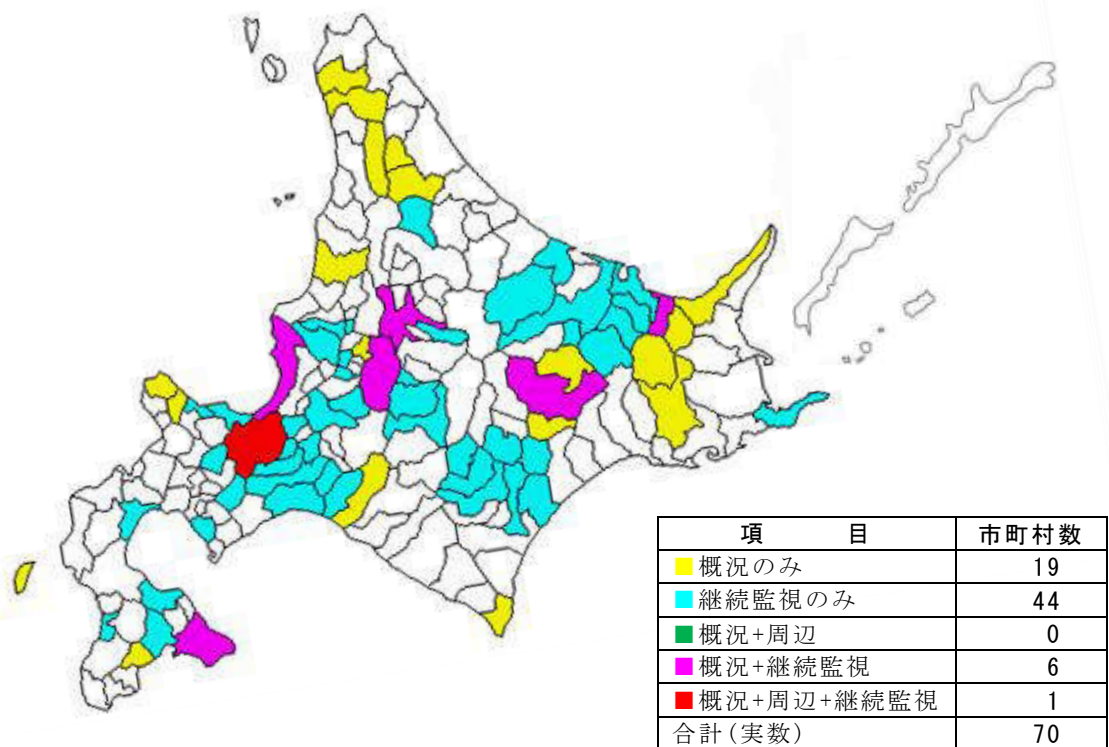 項　　　目 市町村数
■概況のみ 19
■継続監視のみ 44
■概況+周辺 0
■概況+継続監視 6
■概況+周辺+継続監視 1
合計(実数) 70